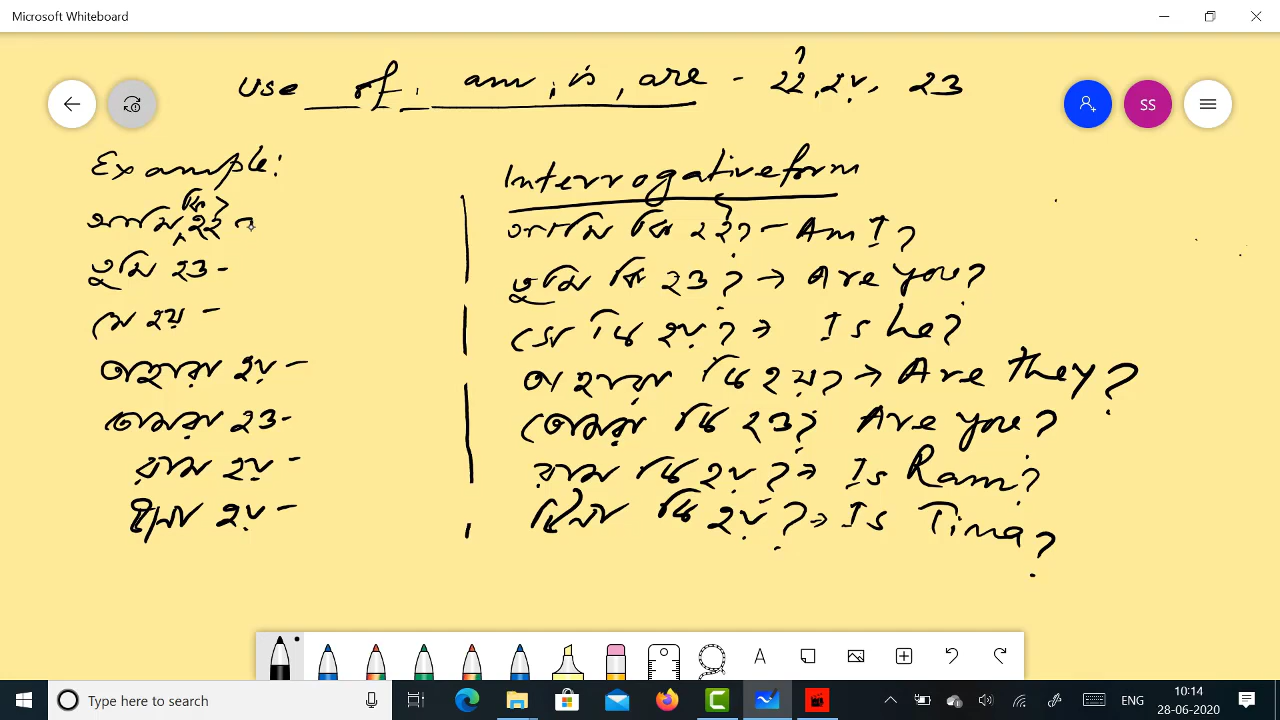 Microsoft Whiteboard
Use of am, is, are - হই, হয়, হও
SS
Example:
কি
আমি হই
তুমি হও -
সে হয় -
তাহারা হয় -
তোমরা হও -
রাম হয় -
টিনা হয় -
Interrogative form
আমি কি হই? - Am I?
তুমি কি হও? → Are you?
সে কি হয়? → Is he?
তাহারা কি হয়? → Are they?
তোমরা কি হও? Are you?
রাম কি হয়? → Is Ram?
টিনা কি হয়? → Is Tina?
Type here to search
ENG
10:14
28-06-2020